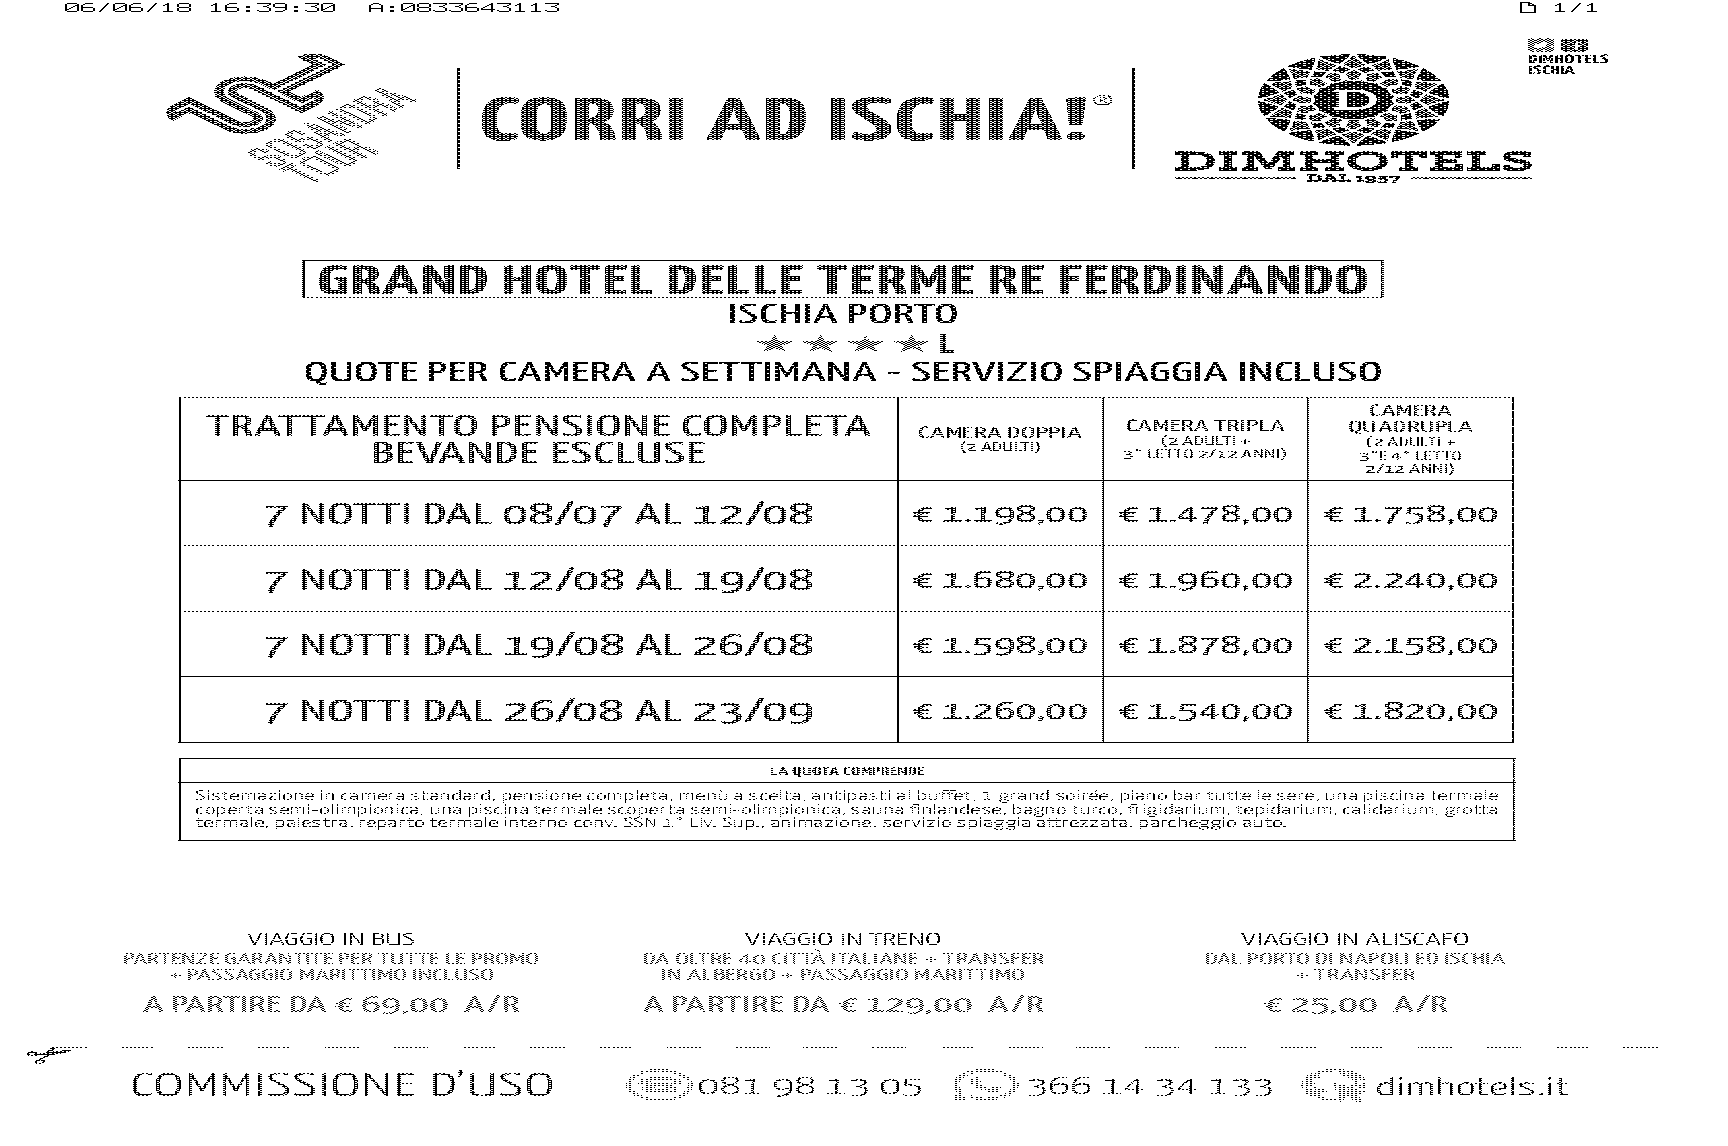 06/06/18 16:39:30 A:0833643113 1/1
DIMHOTELS
ISCHIA
CORRI AD ISCHIA!®
D
DIMHOTELS
DAL 1957
GRAND HOTEL DELLE TERME RE FERDINANDO
ISCHIA PORTO
★ ★ ★ ★ L
QUOTE PER CAMERA A SETTIMANA - SERVIZIO SPIAGGIA INCLUSO
TRATTAMENTO PENSIONE COMPLETA
BEVANDE ESCLUSE
CAMERA DOPPIA
(2 ADULTI)
CAMERA TRIPLA
(2 ADULTI +
3° LETTO 2/12 ANNI)
CAMERA
QUADRUPLA
(2 ADULTI +
3°E 4° LETTO
2/12 ANNI)
7 NOTTI DAL 08/07 AL 12/08 € 1.198,00 € 1.478,00 € 1.758,00
7 NOTTI DAL 12/08 AL 19/08 € 1.680,00 € 1.960,00 € 2.240,00
7 NOTTI DAL 19/08 AL 26/08 € 1.598,00 € 1.878,00 € 2.158,00
7 NOTTI DAL 26/08 AL 23/09 € 1.260,00 € 1.540,00 € 1.820,00
LA QUOTA COMPRENDE
Sistemazione in camera standard, pensione completa, menù a scelta, antipasti al buffet, 1 grand soirée, piano bar tutte le sere, una piscina termale
coperta semi-olimpionica, una piscina termale scoperta semi-olimpionica, sauna finlandese, bagno turco, frigidarium, tepidarium, calidarium, grotta
termale, palestra, reparto termale interno conv. SSN 1° Liv. Sup., animazione, servizio spiaggia attrezzata, parcheggio auto.
VIAGGIO IN BUS
PARTENZE GARANTITE PER TUTTE LE PROMO
+ PASSAGGIO MARITTIMO INCLUSO
A PARTIRE DA € 69,00 A/R
VIAGGIO IN TRENO
DA OLTRE 40 CITTÀ ITALIANE + TRANSFER
IN ALBERGO + PASSAGGIO MARITTIMO
A PARTIRE DA € 129,00 A/R
VIAGGIO IN ALISCAFO
DAL PORTO DI NAPOLI ED ISCHIA
+ TRANSFER
€ 25,00 A/R
COMMISSIONE D'USO 081 98 13 05 366 14 34 133 dimhotels.it